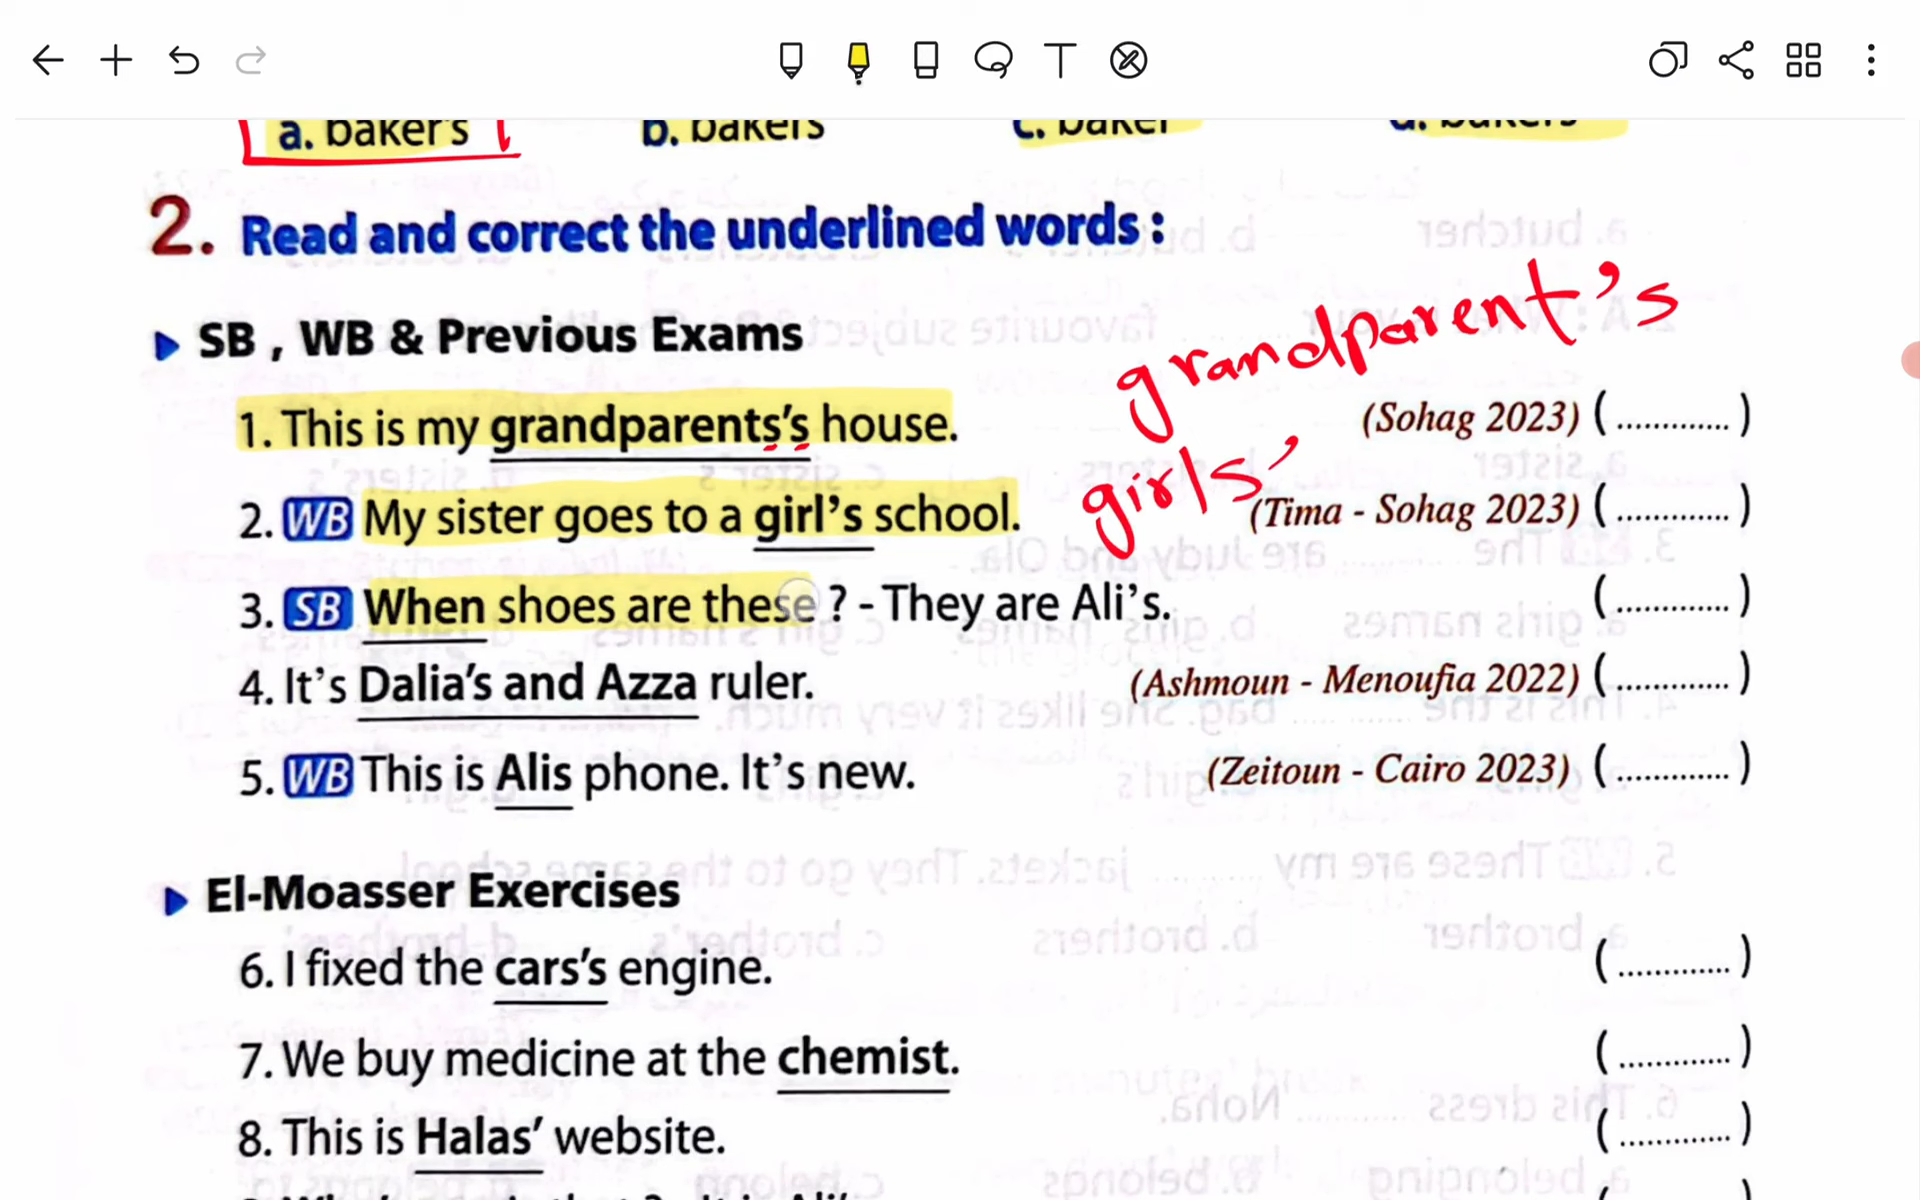 a. baker's b. bakers c. baker
2. Read and correct the underlined words :
SB , WB & Previous Exams
grandparent's
1. This is my grandparents's house. (Sohag 2023) (.............)
girls'
2. WB My sister goes to a girl's school. (Tima - Sohag 2023) (.............)
3. SB When shoes are these ? - They are Ali's. (.............)
4. It's Dalia's and Azza ruler. (Ashmoun - Menoufia 2022) (.............)
5. WB This is Alis phone. It's new. (Zeitoun - Cairo 2023) (.............)
El-Moasser Exercises
6. I fixed the cars's engine. (.............)
7. We buy medicine at the chemist. (.............)
8. This is Halas' website. (.............)